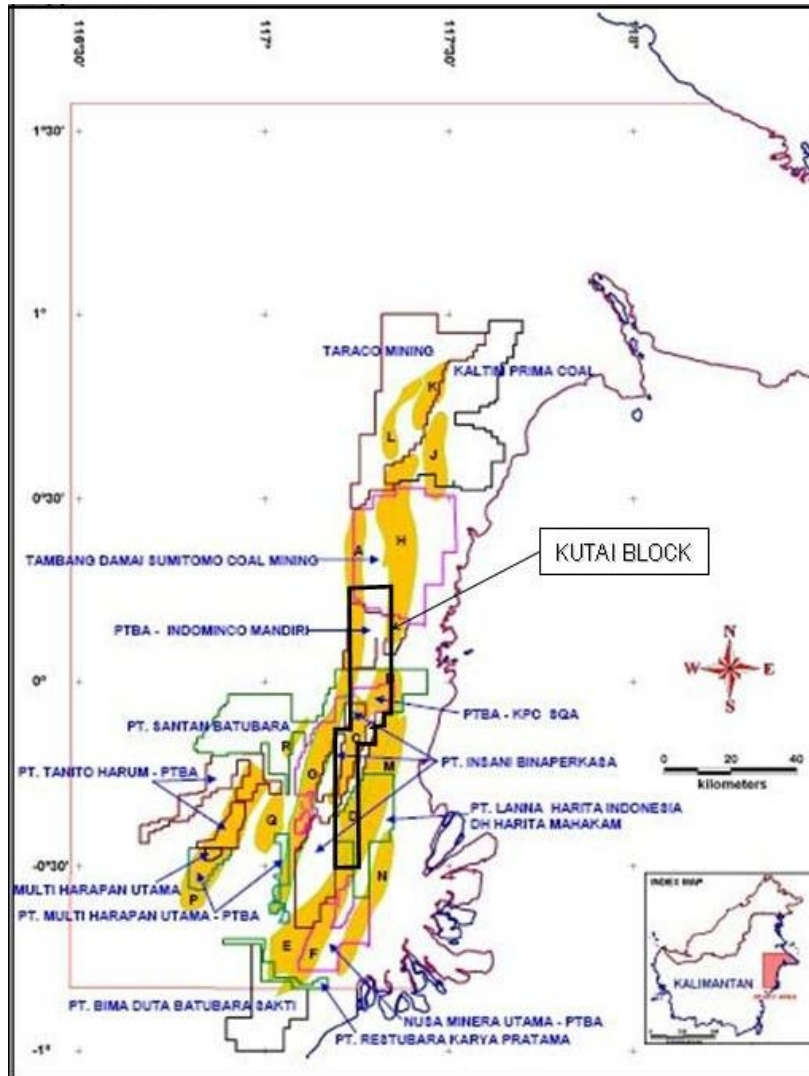 116°30'
117°
117°30'
118°
1°30'
1°
TARACO MINING
KALTIM PRIMA COAL
K
L
J
0°30'
A
H
TAMBANG DAMAI SUMITOMO COAL MINING
KUTAI BLOCK
PTBA - INDOMINCO MANDIRI
N
W
E
S
0°
B
PTBA - KPC SQA
PT. SANTAN BATUBARA
R
C
O
M
PT. INSANI BINAPERKASA
PT. TANITO HARUM - PTBA
0
20
40
kilometers
D
Q
PT. LANNA HARITA INDONESIA
DH HARITA MAHAKAM
-0°30'
MULTI HARAPAN UTAMA
N
P
PT. MULTI HARAPAN UTAMA - PTBA
INDEX MAP
E
F
KALIMANTAN
PT. BIMA DUTA BATUBARA SAKTI
NUSA MINERA UTAMA - PTBA
PT. RESTUBARA KARYA PRATAMA
-1°